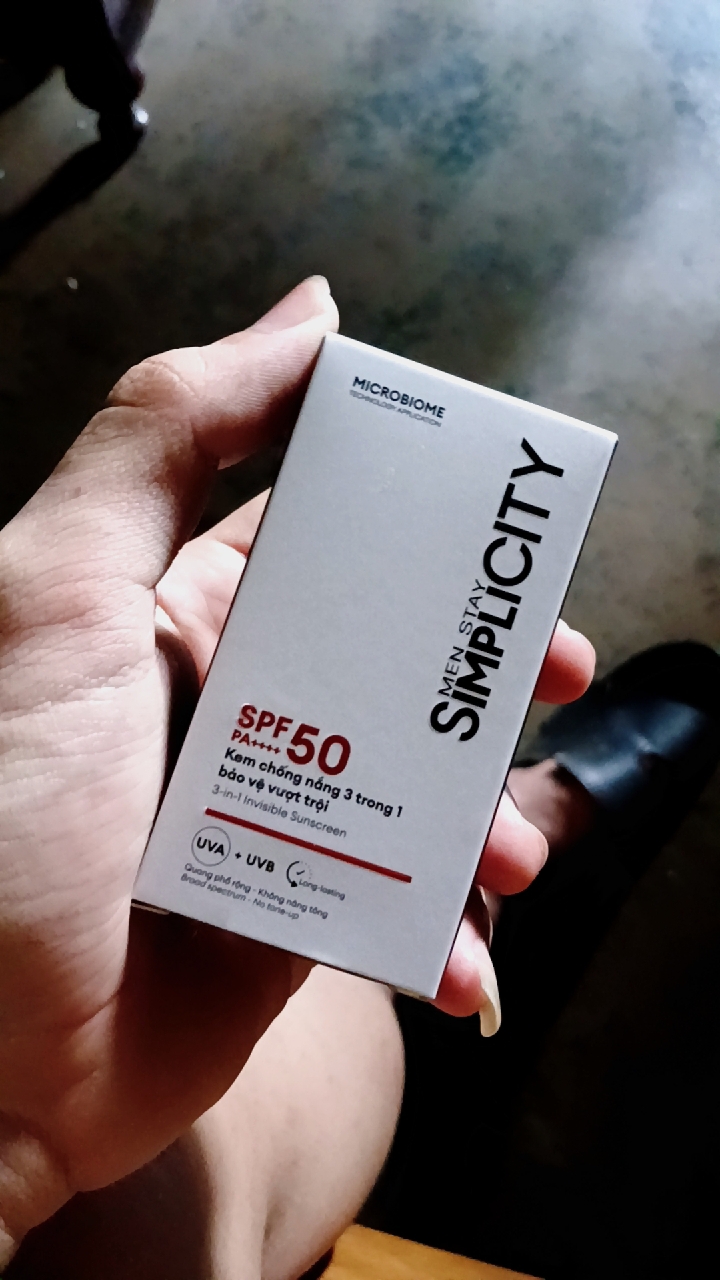 MICROBIOME
TECHNOLOGY APPLICATION
MEN STAY
SIMPLICITY
SPF 50
PA++++
Kem chống nắng 3 trong 1
bảo vệ vượt trội
3-in-1 Invisible Sunscreen
UVA + UVB Long-lasting
Quang phổ rộng - Không nâng tông
Broad spectrum - No tone-up